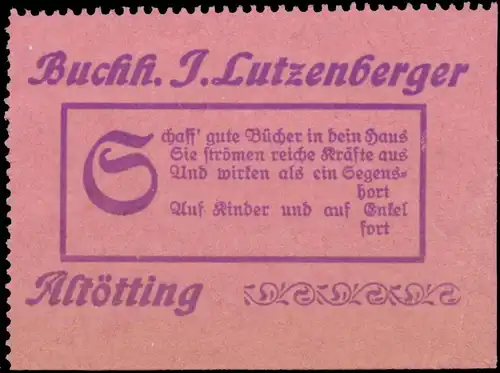 Buchh. J. Lutzenberger
Schaff' gute Bücher in dein Haus
Sie strömen reiche Kräfte aus
Und wirken als ein Segens-
hort
Auf Kinder und auf Enkel
fort
Altötting